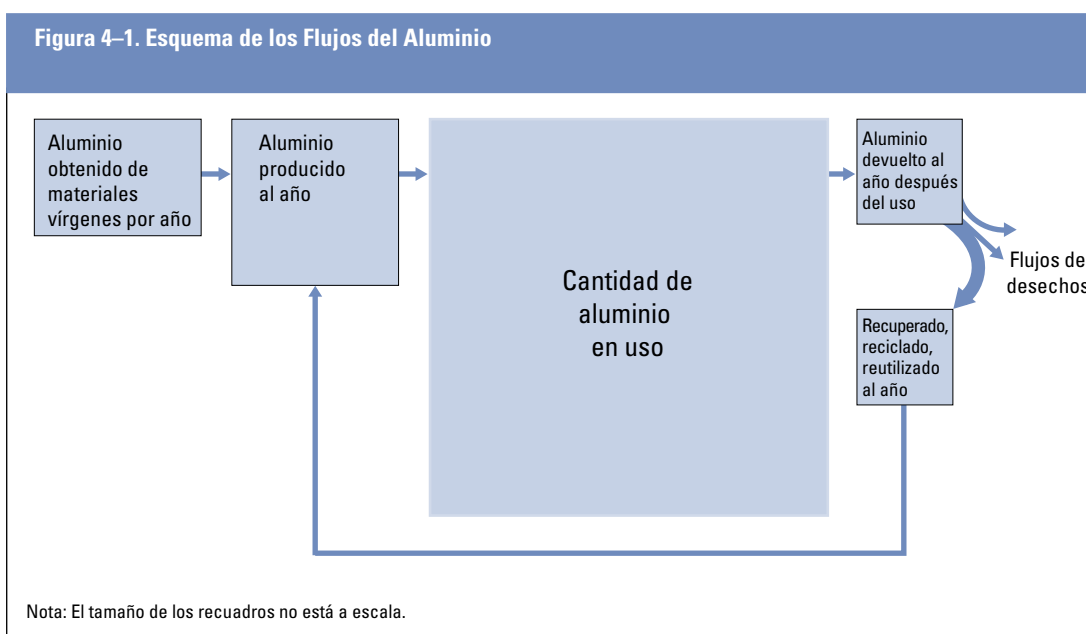 Figura 4–1. Esquema de los Flujos del Aluminio
Aluminio
obtenido de
materiales
vírgenes por año
Aluminio
producido
al año
Cantidad de
aluminio
en uso
Aluminio
devuelto al
año después
del uso
Flujos de
desechos
Recuperado,
reciclado,
reutilizado
al año
Nota: El tamaño de los recuadros no está a escala.